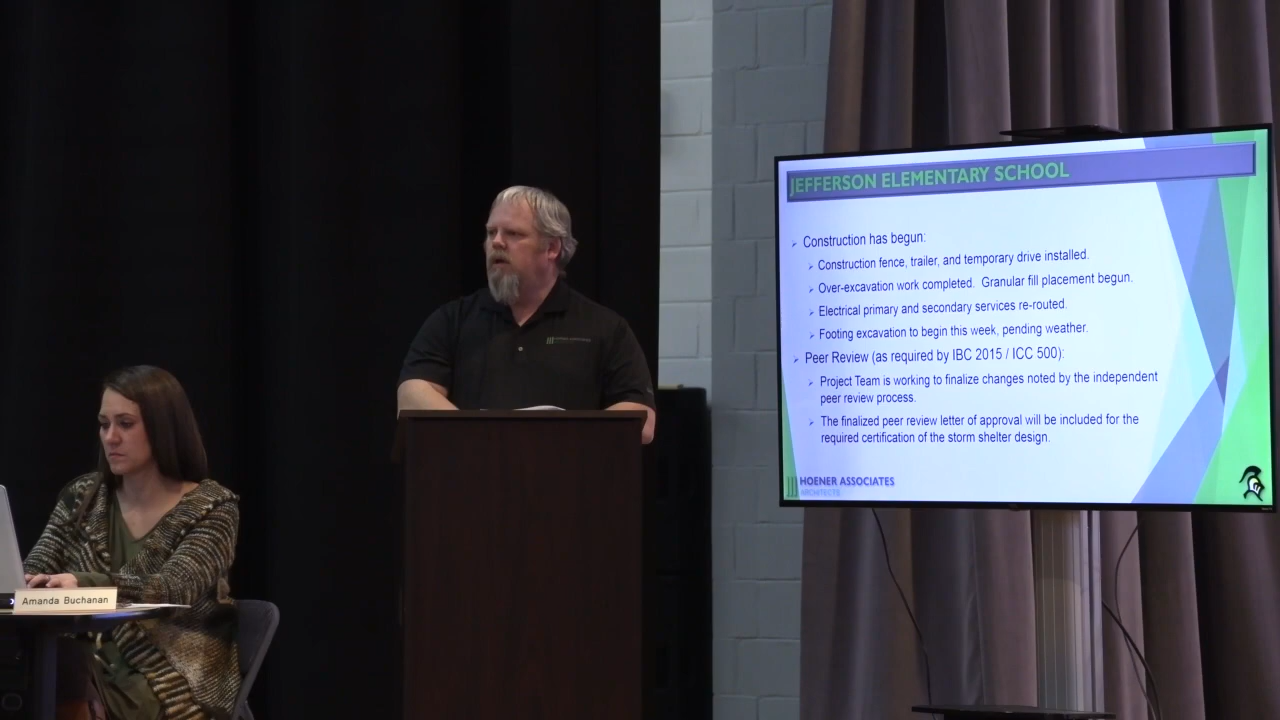 JEFFERSON ELEMENTARY SCHOOL
Construction has begun:
Construction fence, trailer, and temporary drive installed.
Over-excavation work completed. Granular fill placement begun.
Electrical primary and secondary services re-routed.
Footing excavation to begin this week, pending weather.
Peer Review (as required by IBC 2015 / ICC 500):
Project Team is working to finalize changes noted by the independent
peer review process.
The finalized peer review letter of approval will be included for the
required certification of the storm shelter design.
HOENER ASSOCIATES
ARCHITECTS
HOENER ASSOCIATES
Amanda Buchanan